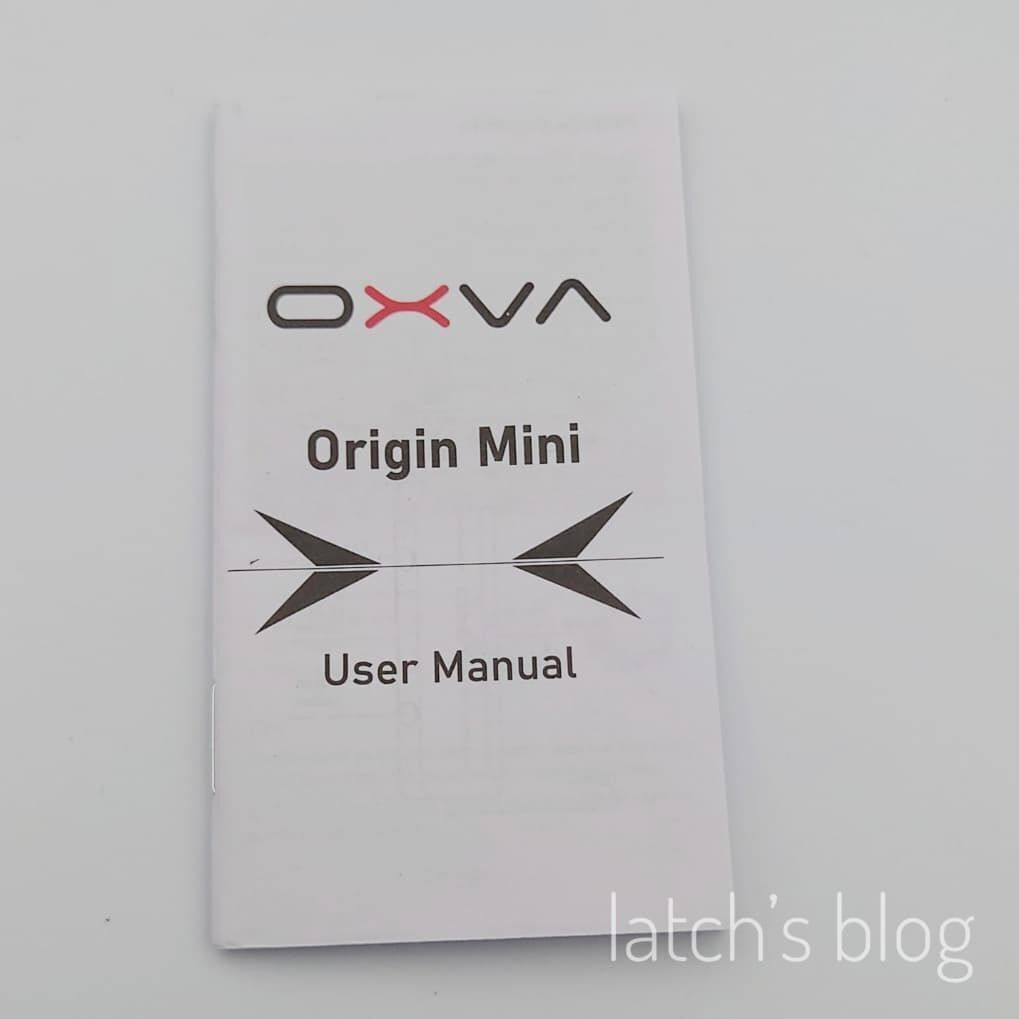 OXVA
Origin Mini
User Manual
latch's blog